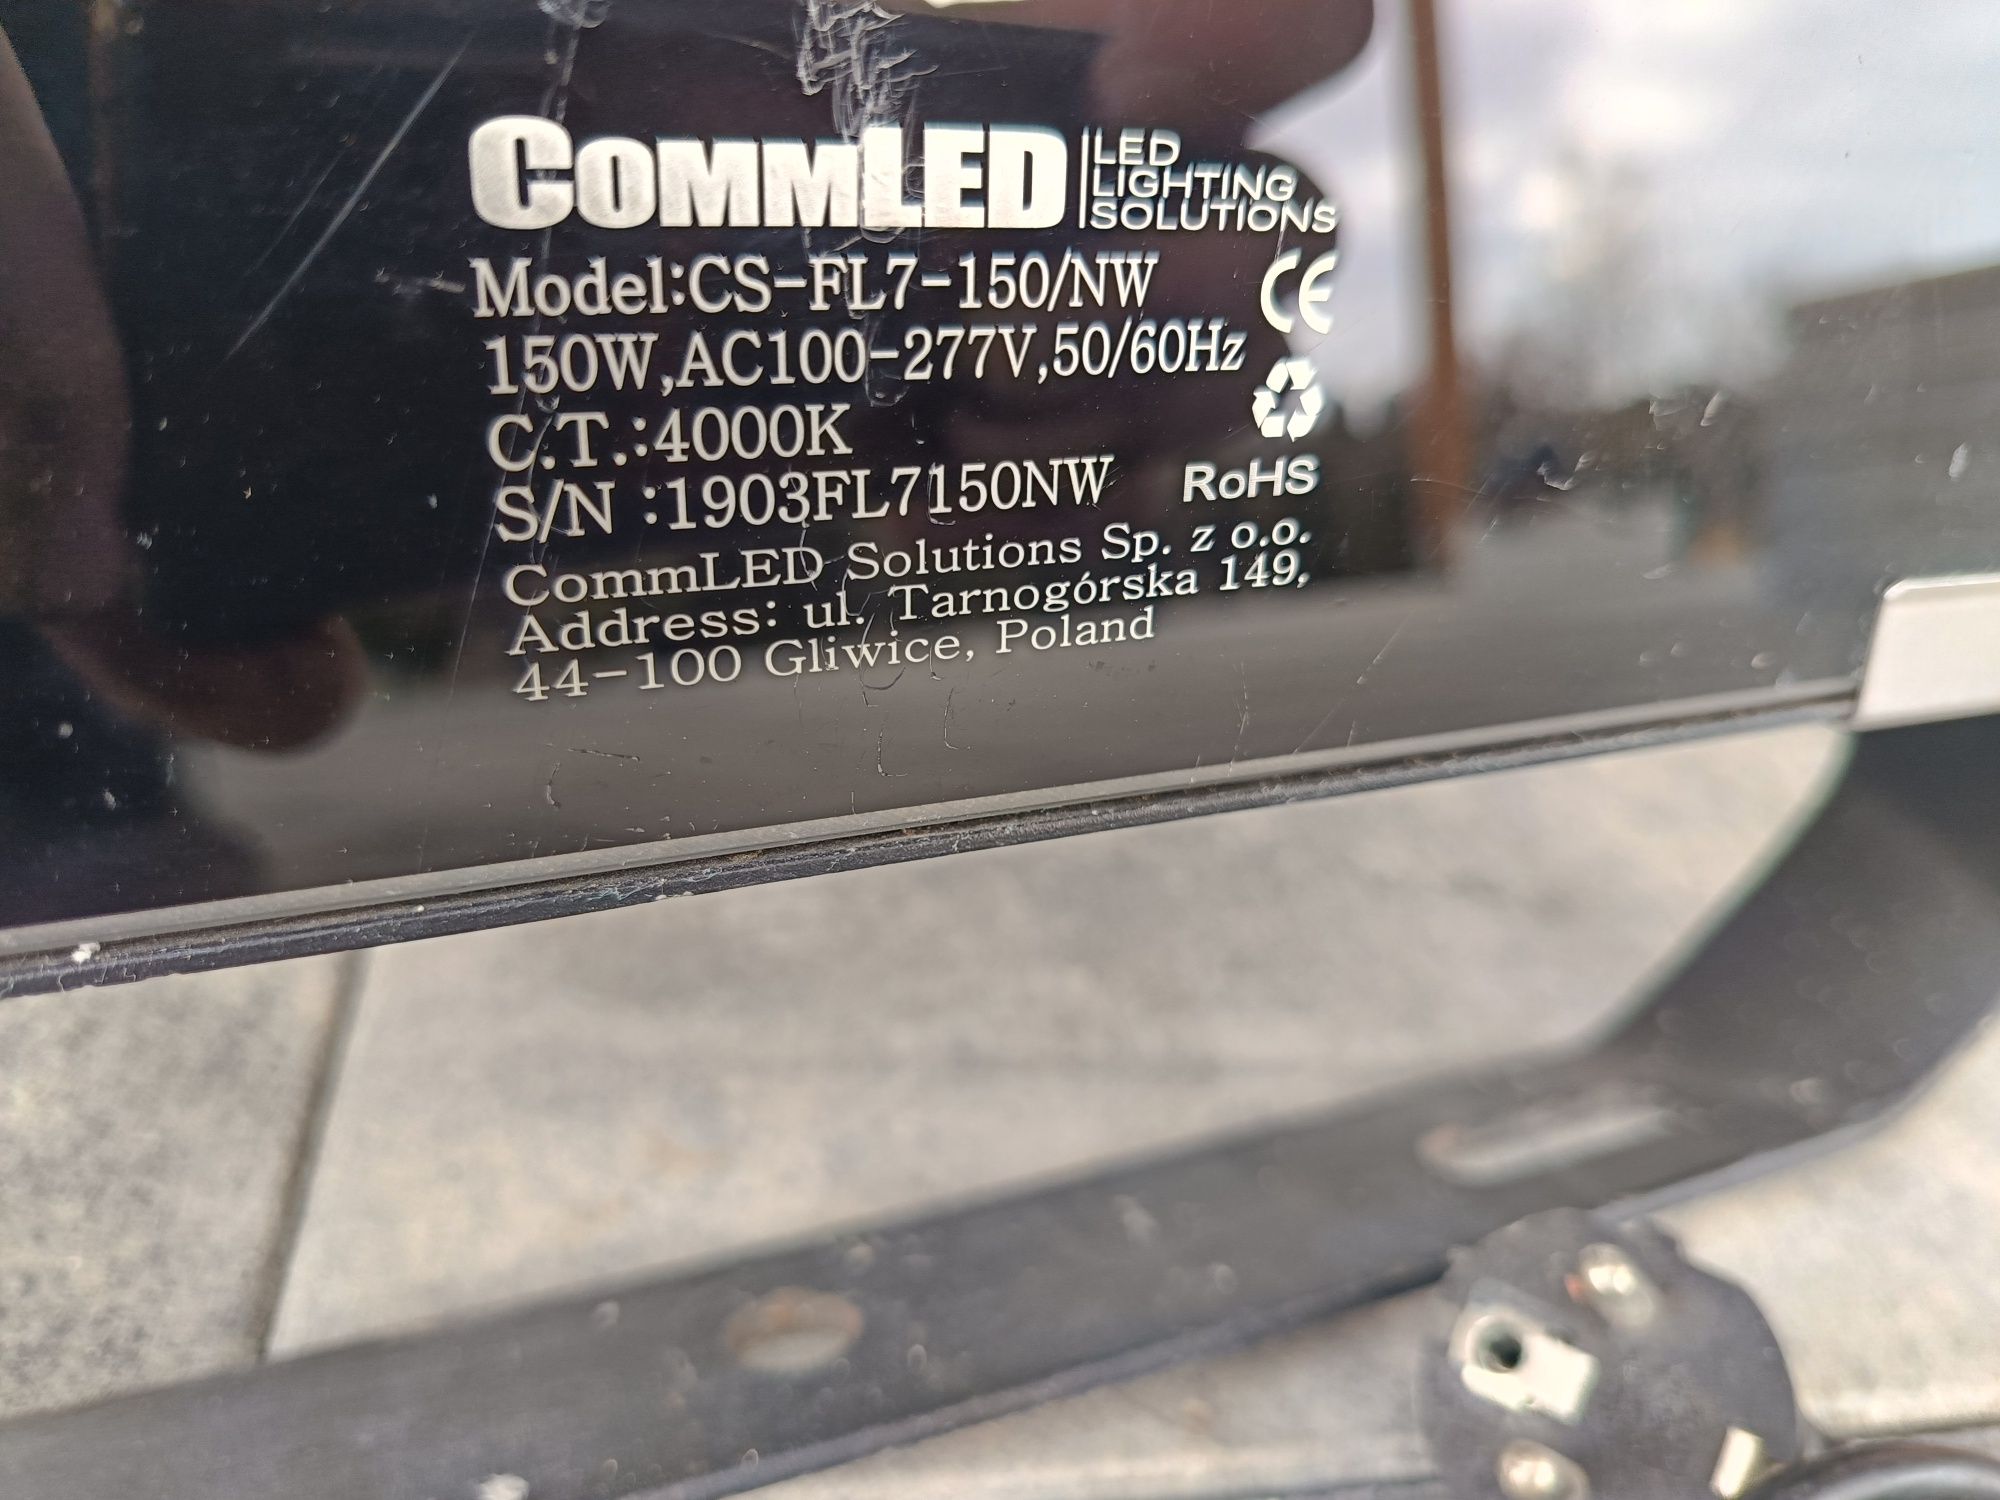 COMMLED
LED
LIGHTING
SOLUTIONS
Model:CS-FL7-150/NW
CE
150W,AC100-277V,50/60Hz
C.T.:4000K
S/N :1903FL7150NW
RoHS
CommLED Solutions Sp. z o.o.
Address: ul. Tarnogórska 149,
44-100 Gliwice, Poland